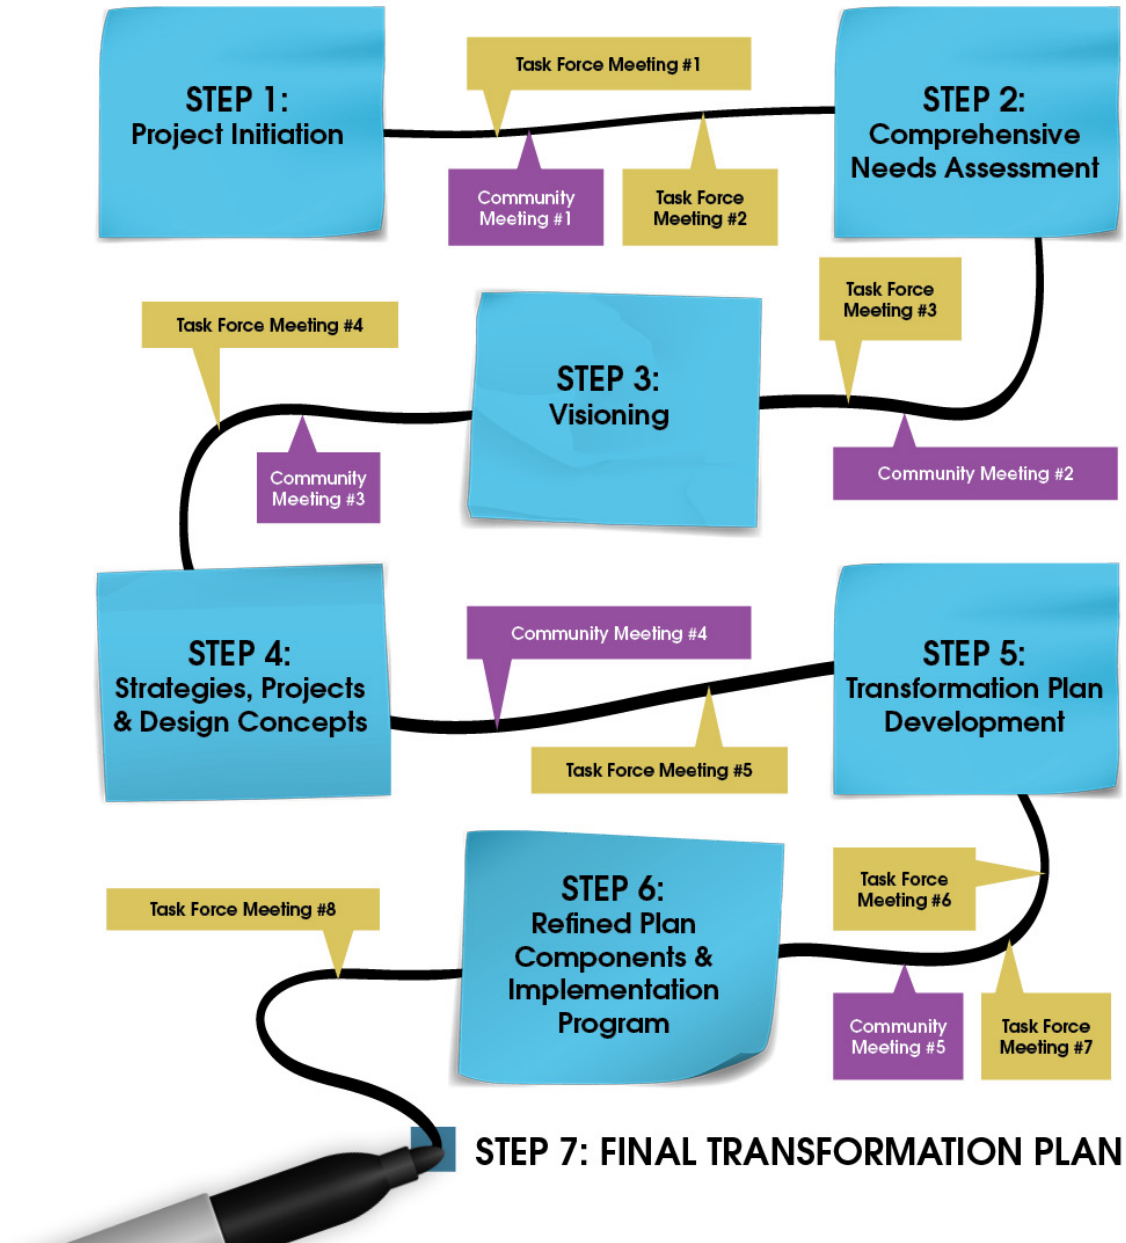 STEP 1:
Project Initiation
Task Force Meeting #1
Community
Meeting #1
Task Force
Meeting #2
STEP 2:
Comprehensive
Needs Assessment
Task Force
Meeting #3
Community Meeting #2
STEP 3:
Visioning
Community
Meeting #3
Task Force Meeting #4
STEP 4:
Strategies, Projects
& Design Concepts
Community Meeting #4
Task Force Meeting #5
STEP 5:
Transformation Plan
Development
Task Force
Meeting #6
Task Force
Meeting #7
Community
Meeting #5
STEP 6:
Refined Plan
Components &
Implementation
Program
Task Force Meeting #8
STEP 7: FINAL TRANSFORMATION PLAN